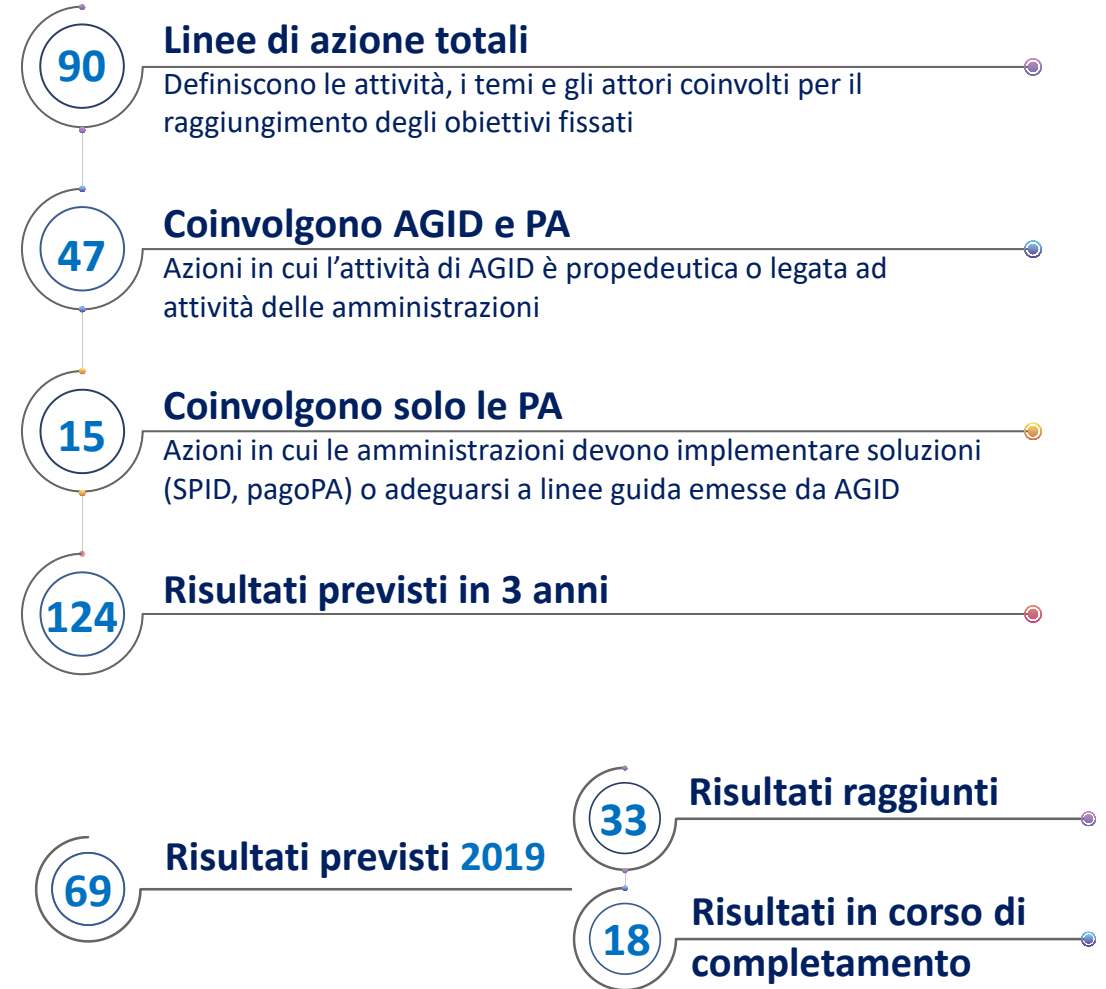 90
Linee di azione totali
Definiscono le attività, i temi e gli attori coinvolti per il
raggiungimento degli obiettivi fissati
47
Coinvolgono AGID e PA
Azioni in cui l’attività di AGID è propedeutica o legata ad
attività delle amministrazioni
15
Coinvolgono solo le PA
Azioni in cui le amministrazioni devono implementare soluzioni
(SPID, pagoPA) o adeguarsi a linee guida emesse da AGID
124
Risultati previsti in 3 anni
69
Risultati previsti 2019
33
Risultati raggiunti
18
Risultati in corso di
completamento